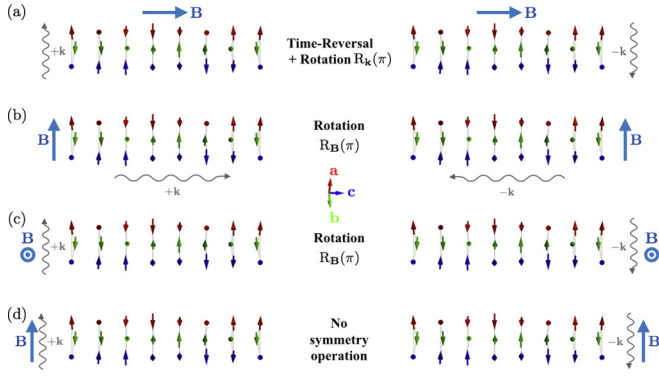 (a)
B
B
+k
Time-Reversal
+ Rotation R_k(π)
−k
(b)
B
Rotation
R_B(π)
B
+k
a
c
b
−k
(c)
B
+k
Rotation
R_B(π)
−k
B
(d)
B
+k
No
symmetry
operation
−k
B